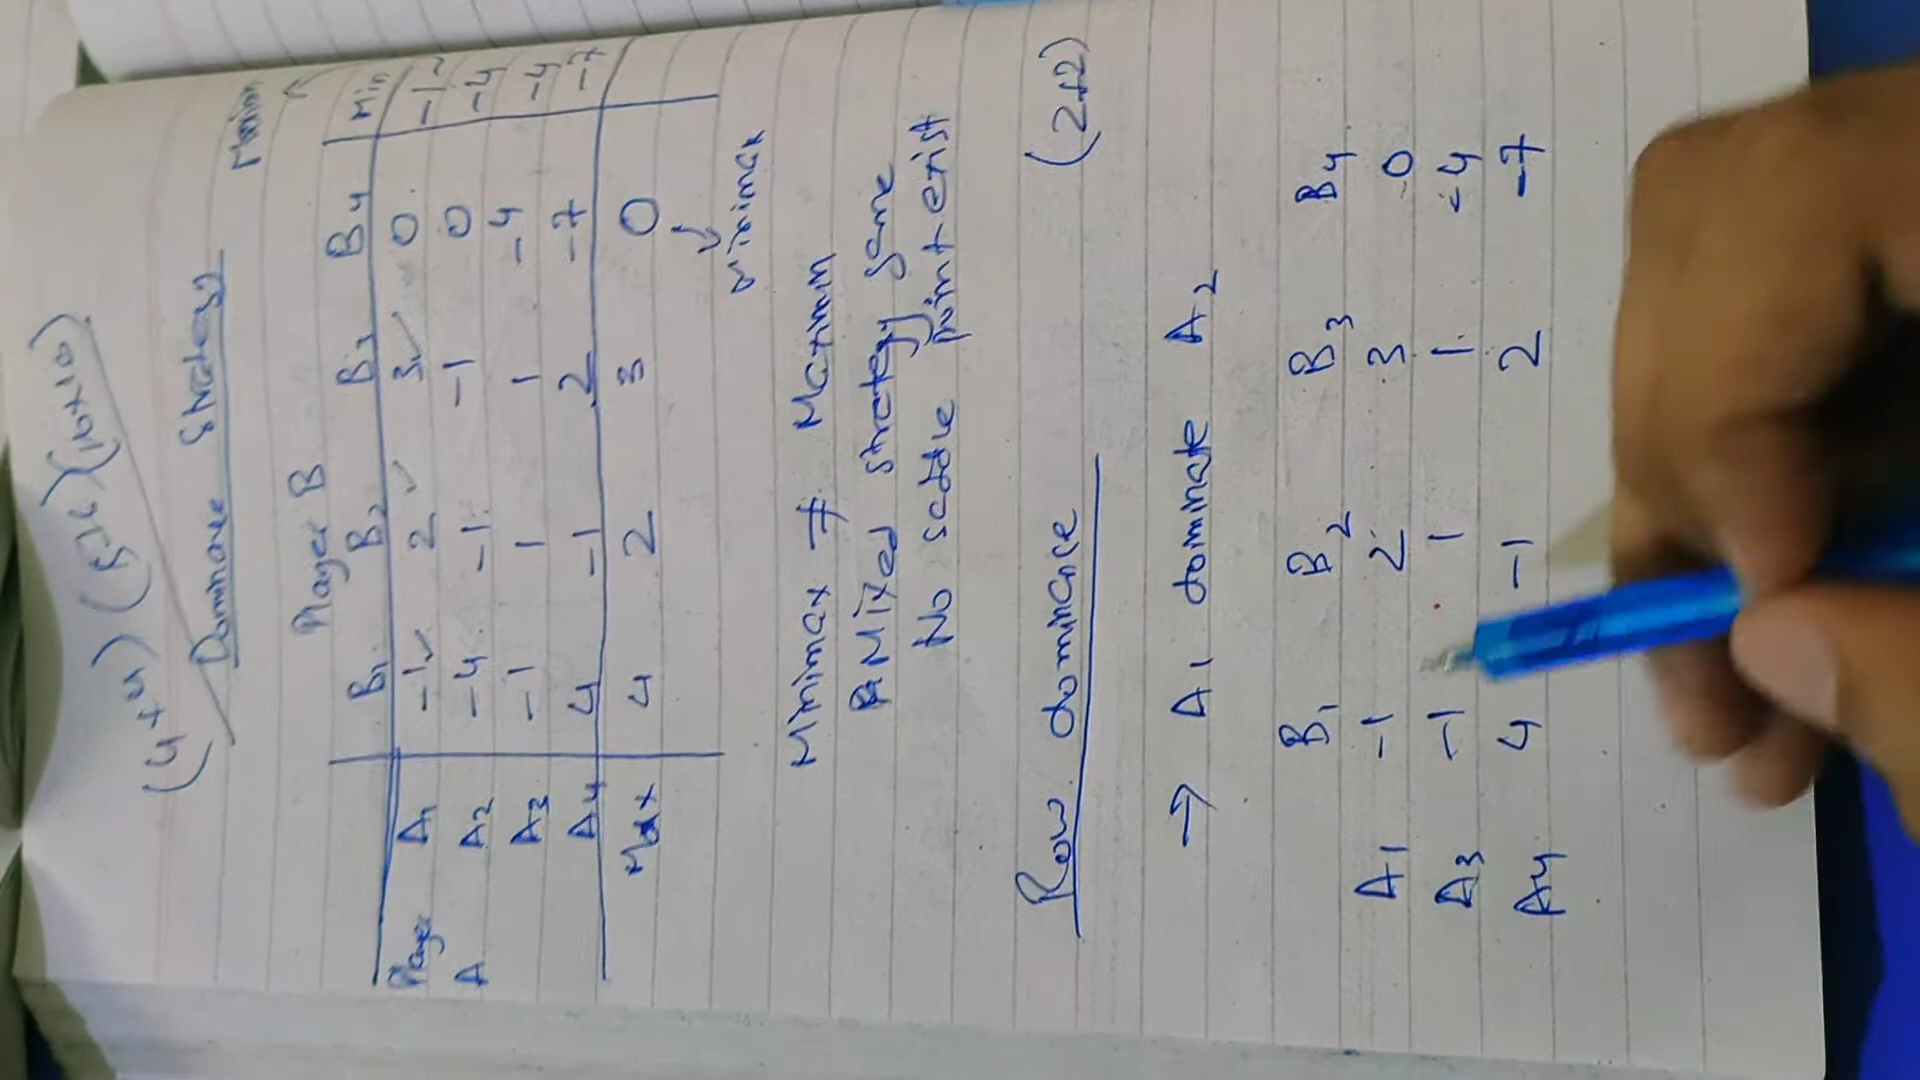 (4+4) (5×6) (10×10)
Dominance Strategy
Player B
Maximin
B1 B2 B3 B4 Min
Player A1 -1 2 3 0 -1
A A2 -4 -1 -1 0 -4
A3 -1 1 1 -4 -4
A4 4 -1 2 -7 -7
Max 4 2 3 0
minimax
Minimax ≠ Maximin
Mixed strategy game
No saddle point exist
Row dominance (2×2)
→ A1 dominate A2
B1 B2 B3 B4
A1 -1 2 3 0
A3 -1 1 1 -4
A4 4 -1 2 -7